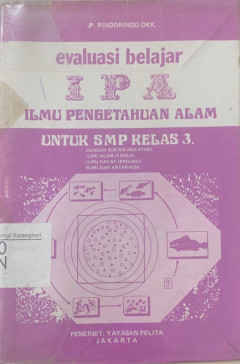 JP. RINDORINDO DKK.
evaluasi belajar
IPA
ILMU PENGETAHUAN ALAM
UNTUK SMP KELAS 3.
DENGAN SUB BIDANG STUDI
ILMU ALAM (FISIKA)
ILMU HAYAT (BIOLOGI)
BUMI DAN ANTARIKSA
PENERBIT: YAYASAN PELITA
JAKARTA